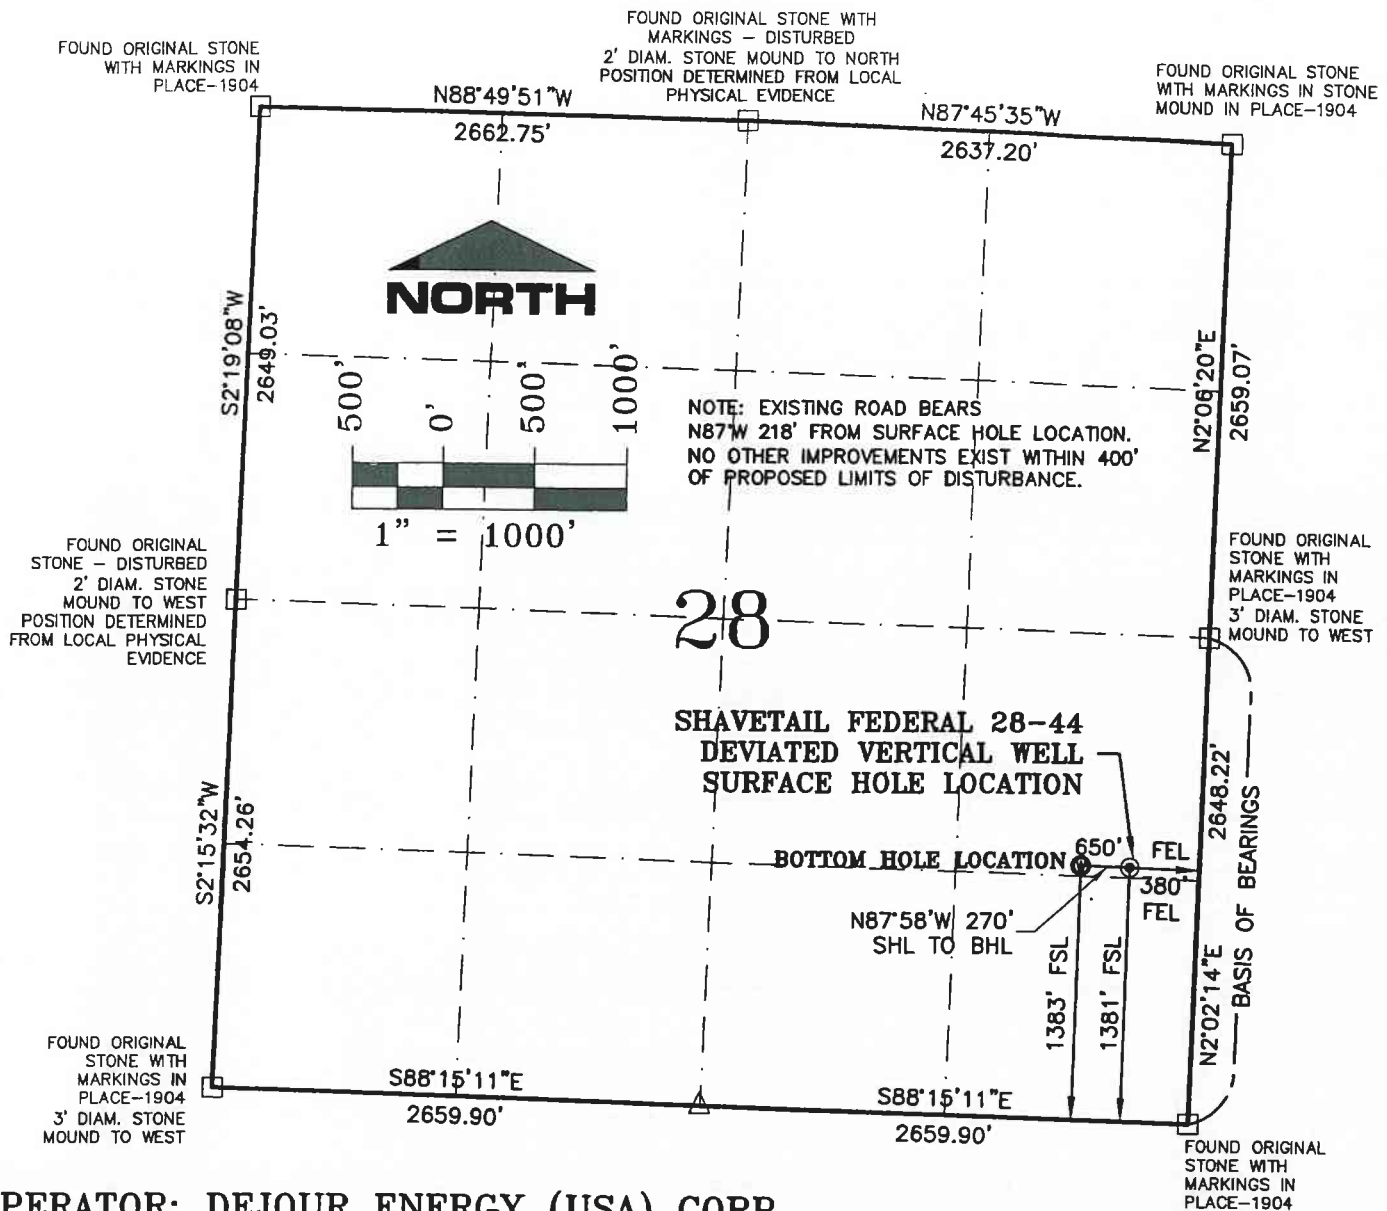 FOUND ORIGINAL STONE
WITH MARKINGS IN
PLACE-1904
FOUND ORIGINAL STONE WITH
MARKINGS - DISTURBED
2' DIAM. STONE MOUND TO NORTH
POSITION DETERMINED FROM LOCAL
PHYSICAL EVIDENCE
FOUND ORIGINAL STONE
WITH MARKINGS IN STONE
MOUND IN PLACE-1904
N88°49'51"W
2662.75'
N87°45'35"W
2637.20'
NORTH
S2°19'08"W
2649.03'
500'
0'
500'
1000'
1" = 1000'
NOTE: EXISTING ROAD BEARS
N87°W 218' FROM SURFACE HOLE LOCATION.
NO OTHER IMPROVEMENTS EXIST WITHIN 400'
OF PROPOSED LIMITS OF DISTURBANCE.
N2°06'20"E
2659.07'
FOUND ORIGINAL
STONE - DISTURBED
2' DIAM. STONE
MOUND TO WEST
POSITION DETERMINED
FROM LOCAL PHYSICAL
EVIDENCE
28
FOUND ORIGINAL
STONE WITH
MARKINGS IN
PLACE-1904
3' DIAM. STONE
MOUND TO WEST
SHAVETAIL FEDERAL 28-44
DEVIATED VERTICAL WELL
SURFACE HOLE LOCATION
S2°15'32"W
2654.26'
BOTTOM HOLE LOCATION
650' FEL
380'
FEL
N87°58'W 270'
SHL TO BHL
1383' FSL
1381' FSL
2648.22'
N2°02'14"E
BASIS OF BEARINGS
FOUND ORIGINAL
STONE WITH
MARKINGS IN
PLACE-1904
3' DIAM. STONE
MOUND TO WEST
S88°15'11"E
2659.90'
S88°15'11"E
2659.90'
FOUND ORIGINAL
STONE WITH
MARKINGS IN
PLACE-1904
PERATOR: DEJOUR ENERGY (USA) CORP